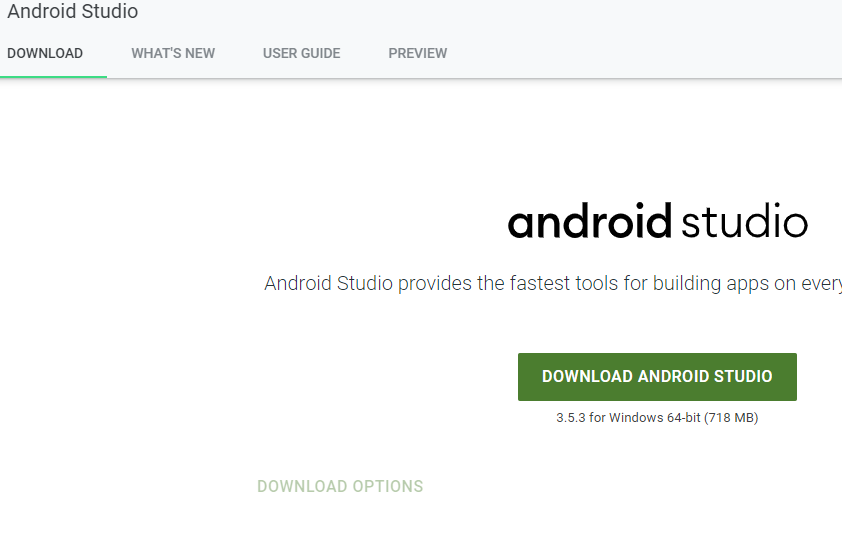 Android Studio
DOWNLOAD WHAT'S NEW USER GUIDE PREVIEW
android studio
Android Studio provides the fastest tools for building apps on every
DOWNLOAD ANDROID STUDIO
3.5.3 for Windows 64-bit (718 MB)
DOWNLOAD OPTIONS